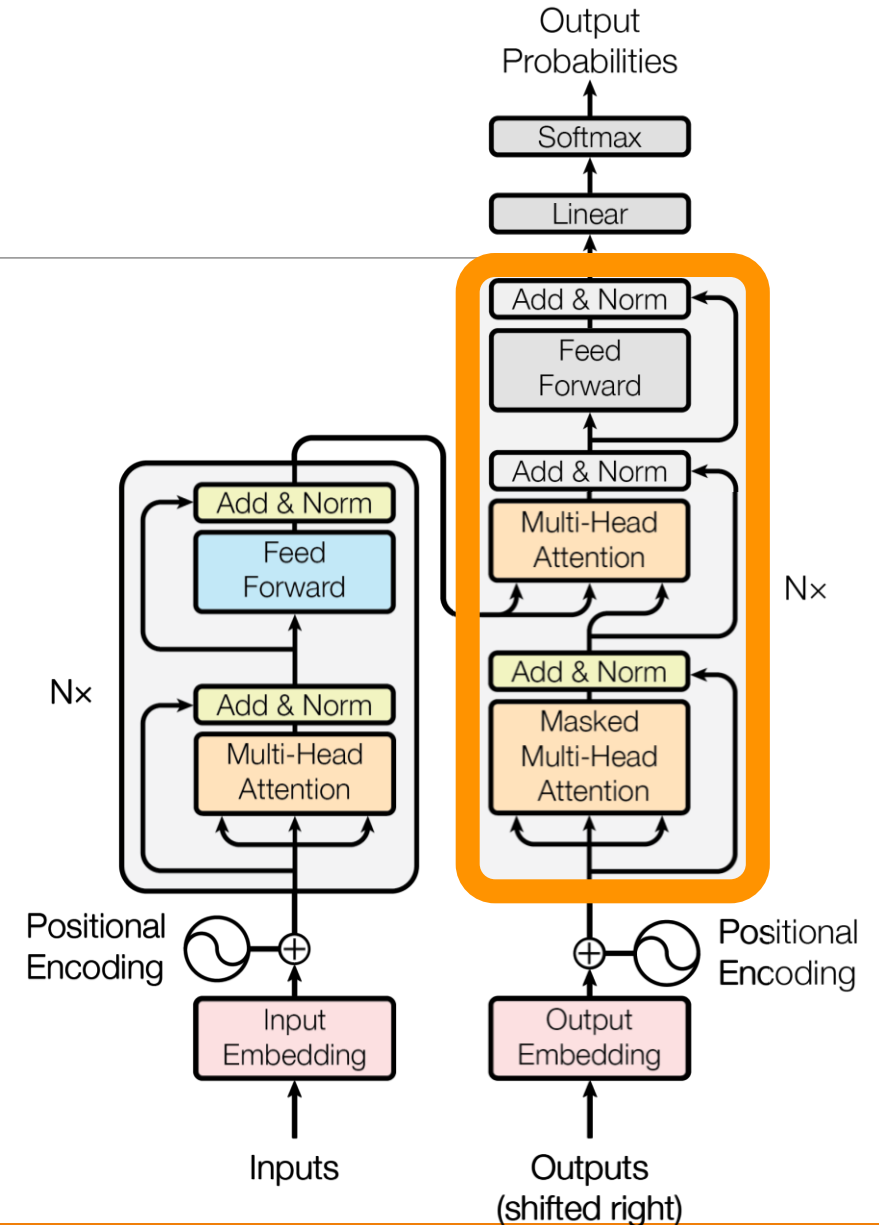 Output
Probabilities
Softmax
Linear
Add & Norm
Feed
Forward
Add & Norm
Multi-Head
Attention
Nx
Add & Norm
Masked
Multi-Head
Attention
Add & Norm
Feed
Forward
Nx
Add & Norm
Multi-Head
Attention
Positional
Encoding
Positional
Encoding
Input
Embedding
Output
Embedding
Inputs
Outputs
(shifted right)